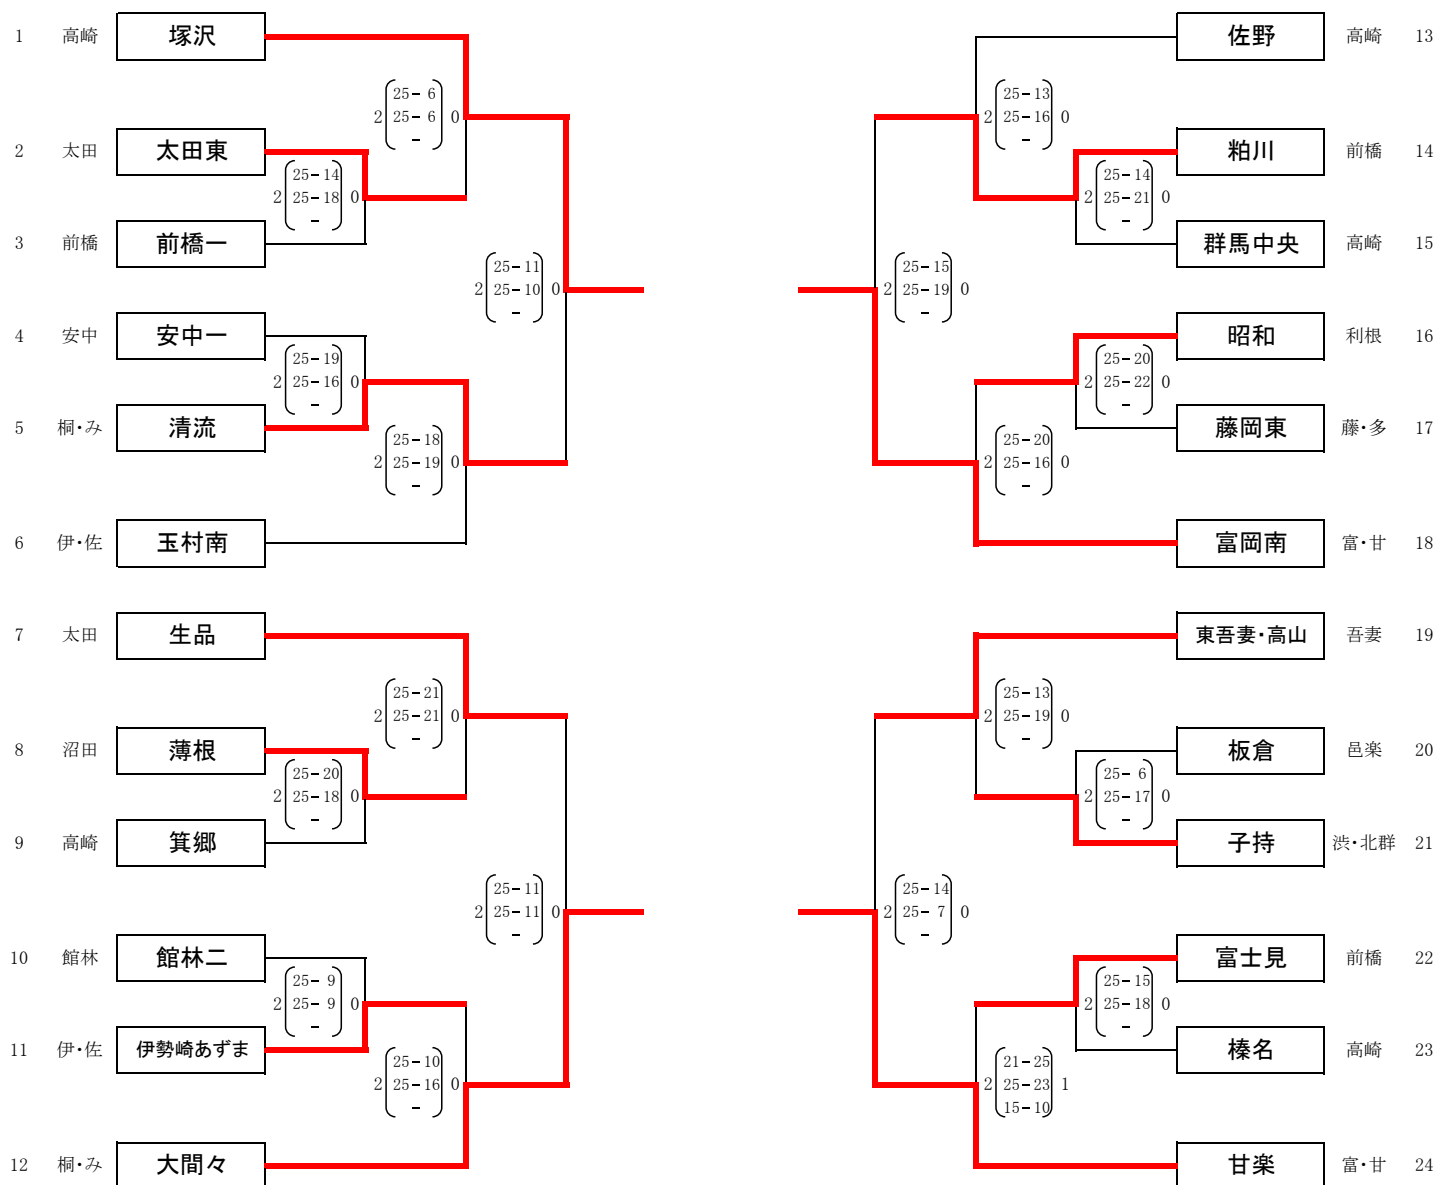 1 高崎 塚沢
25- 6
2 25- 6 0
-
2 太田 太田東
25-14
2 25-18 0
-
3 前橋 前橋一
25-11
2 25-10 0
-
4 安中 安中一
25-19
2 25-16 0
-
5 桐・み 清流
25-18
2 25-19 0
-
6 伊・佐 玉村南
7 太田 生品
25-21
2 25-21 0
-
8 沼田 薄根
25-20
2 25-18 0
-
9 高崎 箕郷
25-11
2 25-11 0
-
10 館林 館林二
25- 9
2 25- 9 0
-
11 伊・佐 伊勢崎あずま
25-10
2 25-16 0
-
12 桐・み 大間々
佐野 高崎 13
25-13
2 25-16 0
-
粕川 前橋 14
25-14
2 25-21 0
-
群馬中央 高崎 15
25-15
2 25-19 0
-
昭和 利根 16
25-20
2 25-22 0
-
藤岡東 藤・多 17
25-20
2 25-16 0
-
富岡南 富・甘 18
東吾妻・高山 吾妻 19
25-13
2 25-19 0
-
板倉 邑楽 20
25- 6
2 25-17 0
-
子持 渋・北群 21
25-14
2 25- 7 0
-
富士見 前橋 22
25-15
2 25-18 0
-
榛名 高崎 23
21-25
2 25-23 1
15-10
甘楽 富・甘 24